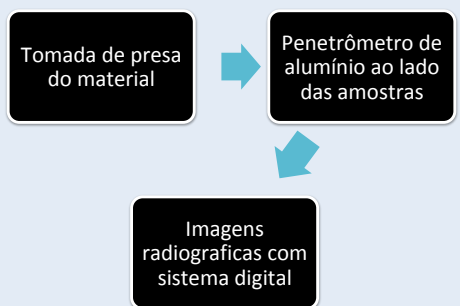 Tomada de presa
do material
Penetrômetro de
alumínio ao lado
das amostras
Imagens
radiograficas com
sistema digital